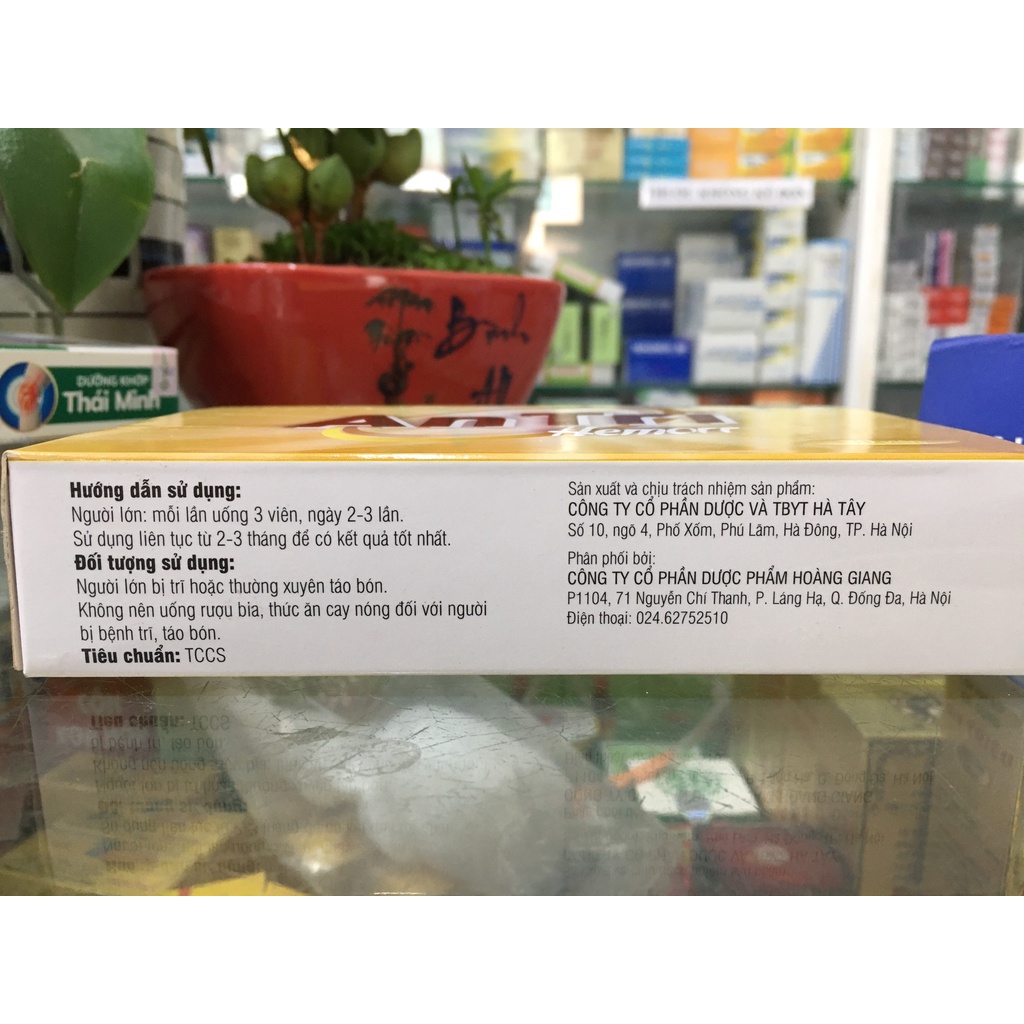 DƯỠNG KHỚP
Thái Minh
Hướng dẫn sử dụng:
Người lớn: mỗi lần uống 3 viên, ngày 2-3 lần.
Sử dụng liên tục từ 2-3 tháng để có kết quả tốt nhất.
Đối tượng sử dụng:
Người lớn bị trĩ hoặc thường xuyên táo bón.
Không nên uống rượu bia, thức ăn cay nóng đối với người
bị bệnh trĩ, táo bón.
Tiêu chuẩn: TCCS
Sản xuất và chịu trách nhiệm sản phẩm:
CÔNG TY CỔ PHẦN DƯỢC VÀ TBYT HÀ TÂY
Số 10, ngõ 4, Phố Xốm, Phú Lãm, Hà Đông, TP. Hà Nội
Phân phối bởi:
CÔNG TY CỔ PHẦN DƯỢC PHẨM HOÀNG GIANG
P1104, 71 Nguyễn Chí Thanh, P. Láng Hạ, Q. Đống Đa, Hà Nội
Điện thoại: 024.62752510